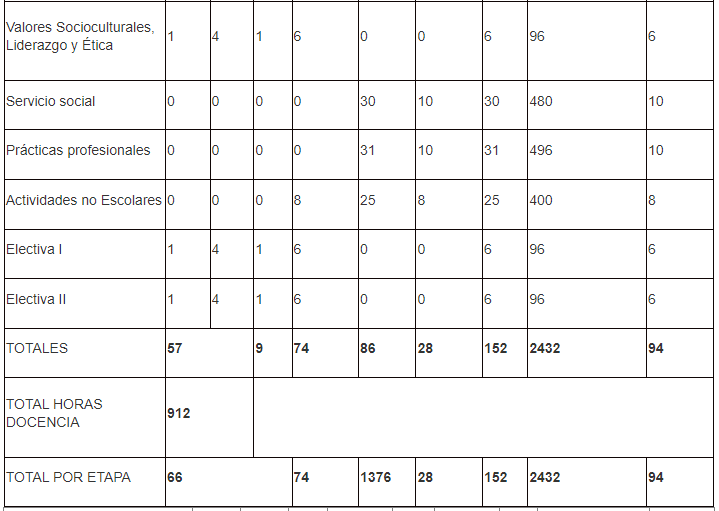 Valores Socioculturales, Liderazgo y Ética 1 4 1 6 0 0 6 96 6
Servicio social 0 0 0 0 30 10 30 480 10
Prácticas profesionales 0 0 0 0 31 10 31 496 10
Actividades no Escolares 0 0 0 8 25 8 25 400 8
Electiva I 1 4 1 6 0 0 6 96 6
Electiva II 1 4 1 6 0 0 6 96 6
TOTALES 57 9 74 86 28 152 2432 94
TOTAL HORAS DOCENCIA 912
TOTAL POR ETAPA 66 74 1376 28 152 2432 94